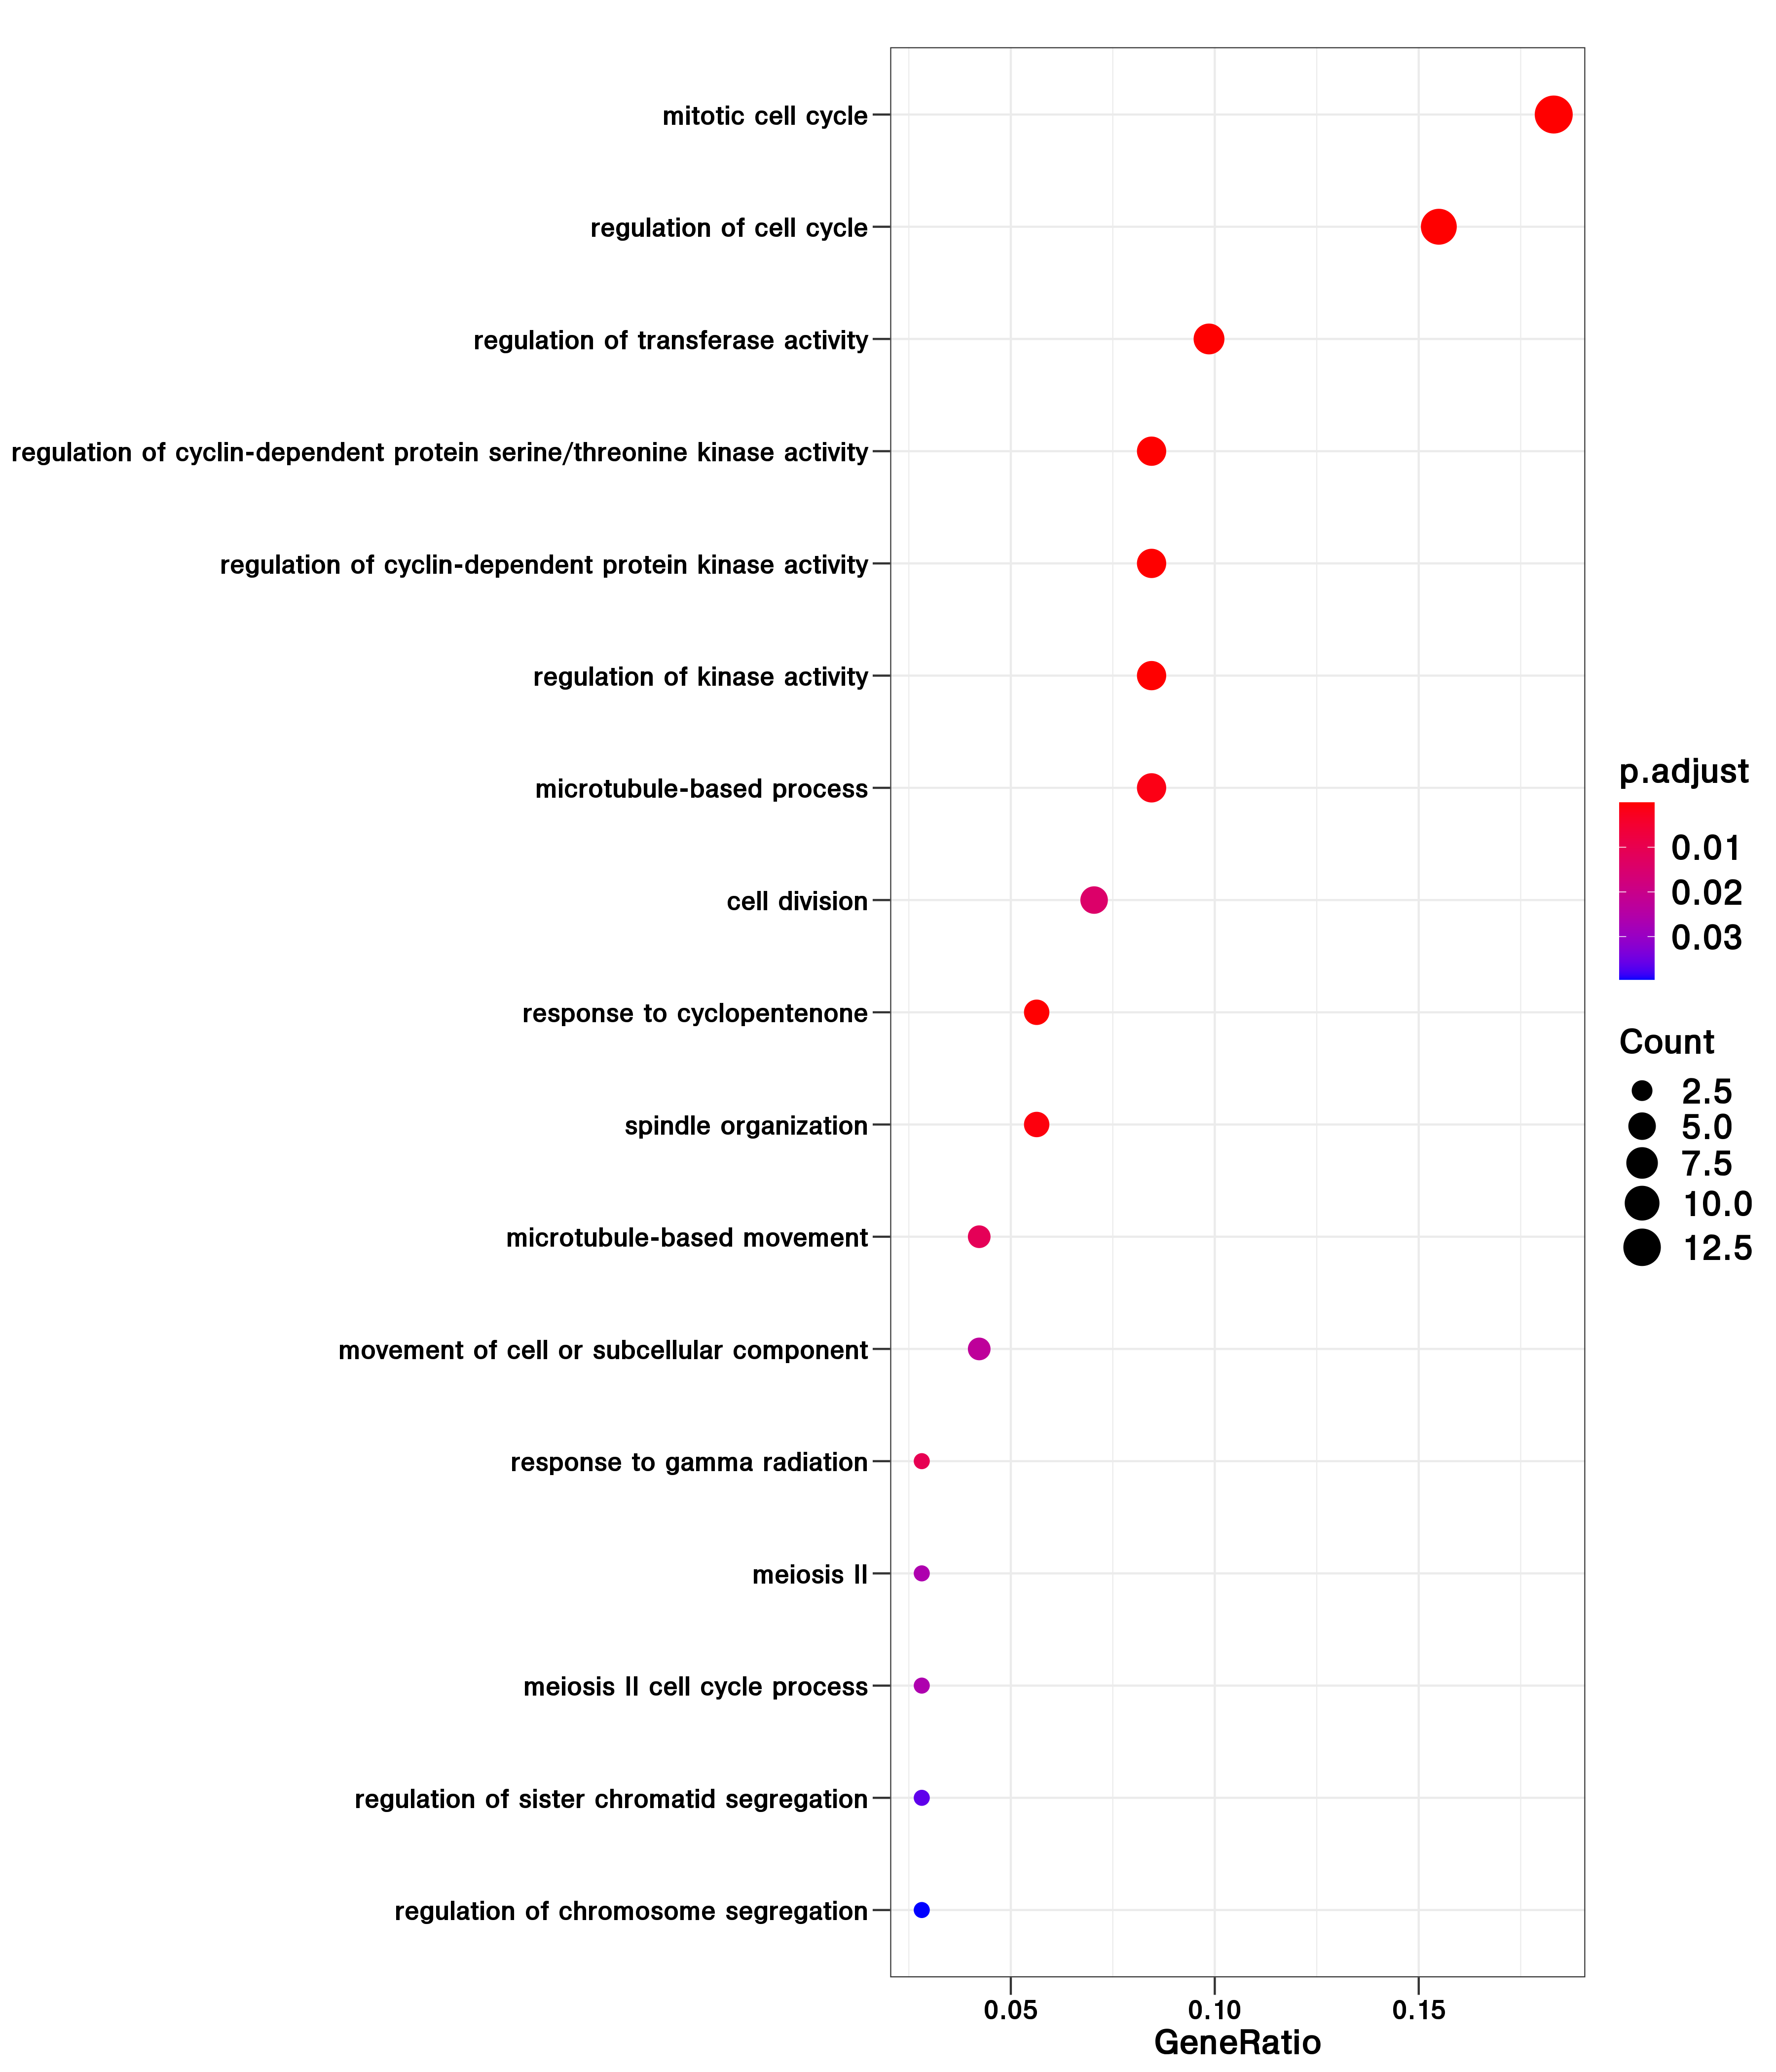 mitotic cell cycle
regulation of cell cycle
regulation of transferase activity
regulation of cyclin-dependent protein serine/threonine kinase activity
regulation of cyclin-dependent protein kinase activity
regulation of kinase activity
microtubule-based process
cell division
response to cyclopentenone
spindle organization
microtubule-based movement
movement of cell or subcellular component
response to gamma radiation
meiosis II
meiosis II cell cycle process
regulation of sister chromatid segregation
regulation of chromosome segregation
0.05 0.10 0.15
GeneRatio
p.adjust
0.01
0.02
0.03
Count
2.5
5.0
7.5
10.0
12.5